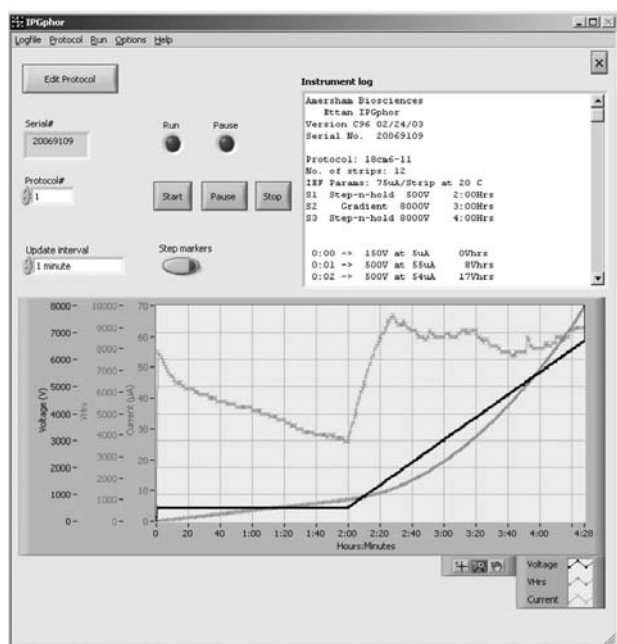 IPGphor
Logfile Protocol Run Options Help
Edit Protocol
Instrument log
Serial#
20069109
Run Pause
Protocol#
1
Start Pause Stop
Update interval
1 minute
Step markers
Amersham Biosciences
Ettan IPGphor
Version C96 02/24/03
Serial No. 20069109
Protocol: 18cm6-11
No. of strips: 12
IEF Params: 75uA/Strip at 20 C
S1 Step-n-hold 500V 2:00Hrs
S2 Gradient 8000V 3:00Hrs
S3 Step-n-hold 8000V 4:00Hrs
0:00 -> 150V at 5uA 0Vhrs
0:01 -> 500V at 55uA 8Vhrs
0:02 -> 500V at 54uA 17Vhrs
8000 10000 70
7000 9000 60
6000 8000 50
5000 7000 40
4000 6000 30
3000 5000 20
2000 4000 10
1000 3000 0
0 2000
1000
0
Voltage (V)
VHrs
Current (µA)
0 20 40 1:00 1:20 1:40 2:00 2:20 2:40 3:00 3:20 3:40 4:00 4:28
Hours:Minutes
Voltage
VHrs
Current